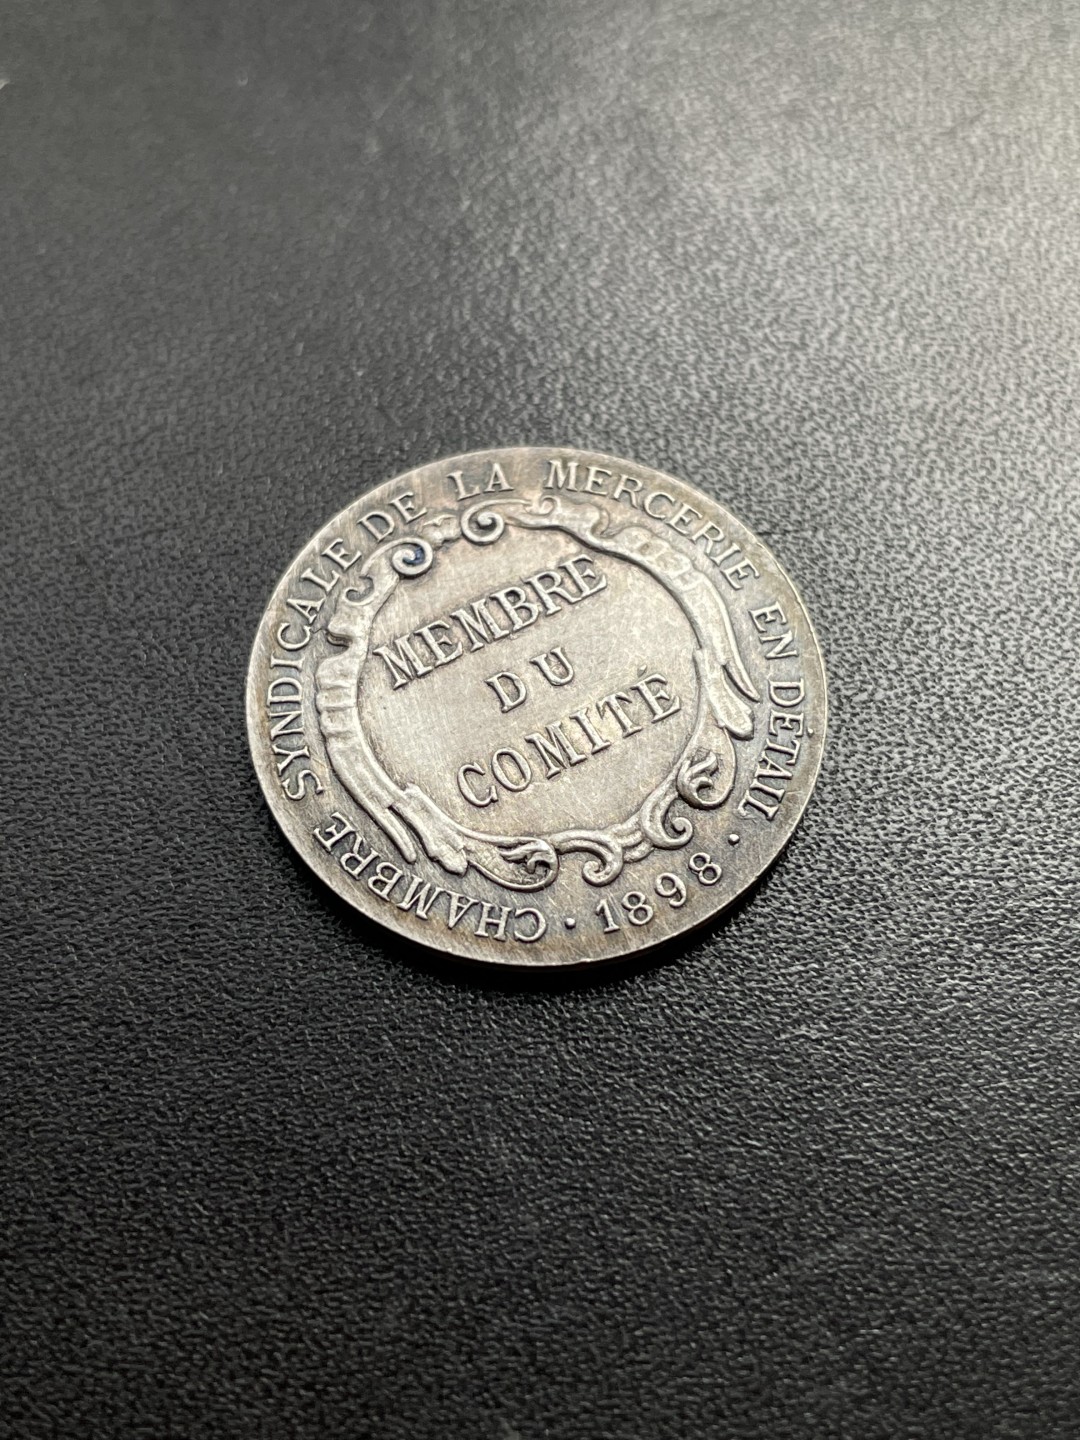 CHAMBRE SYNDICALE DE LA MERCERIE EN DÉTAIL · 1898 ·
MEMBRE
DU
COMITÉ